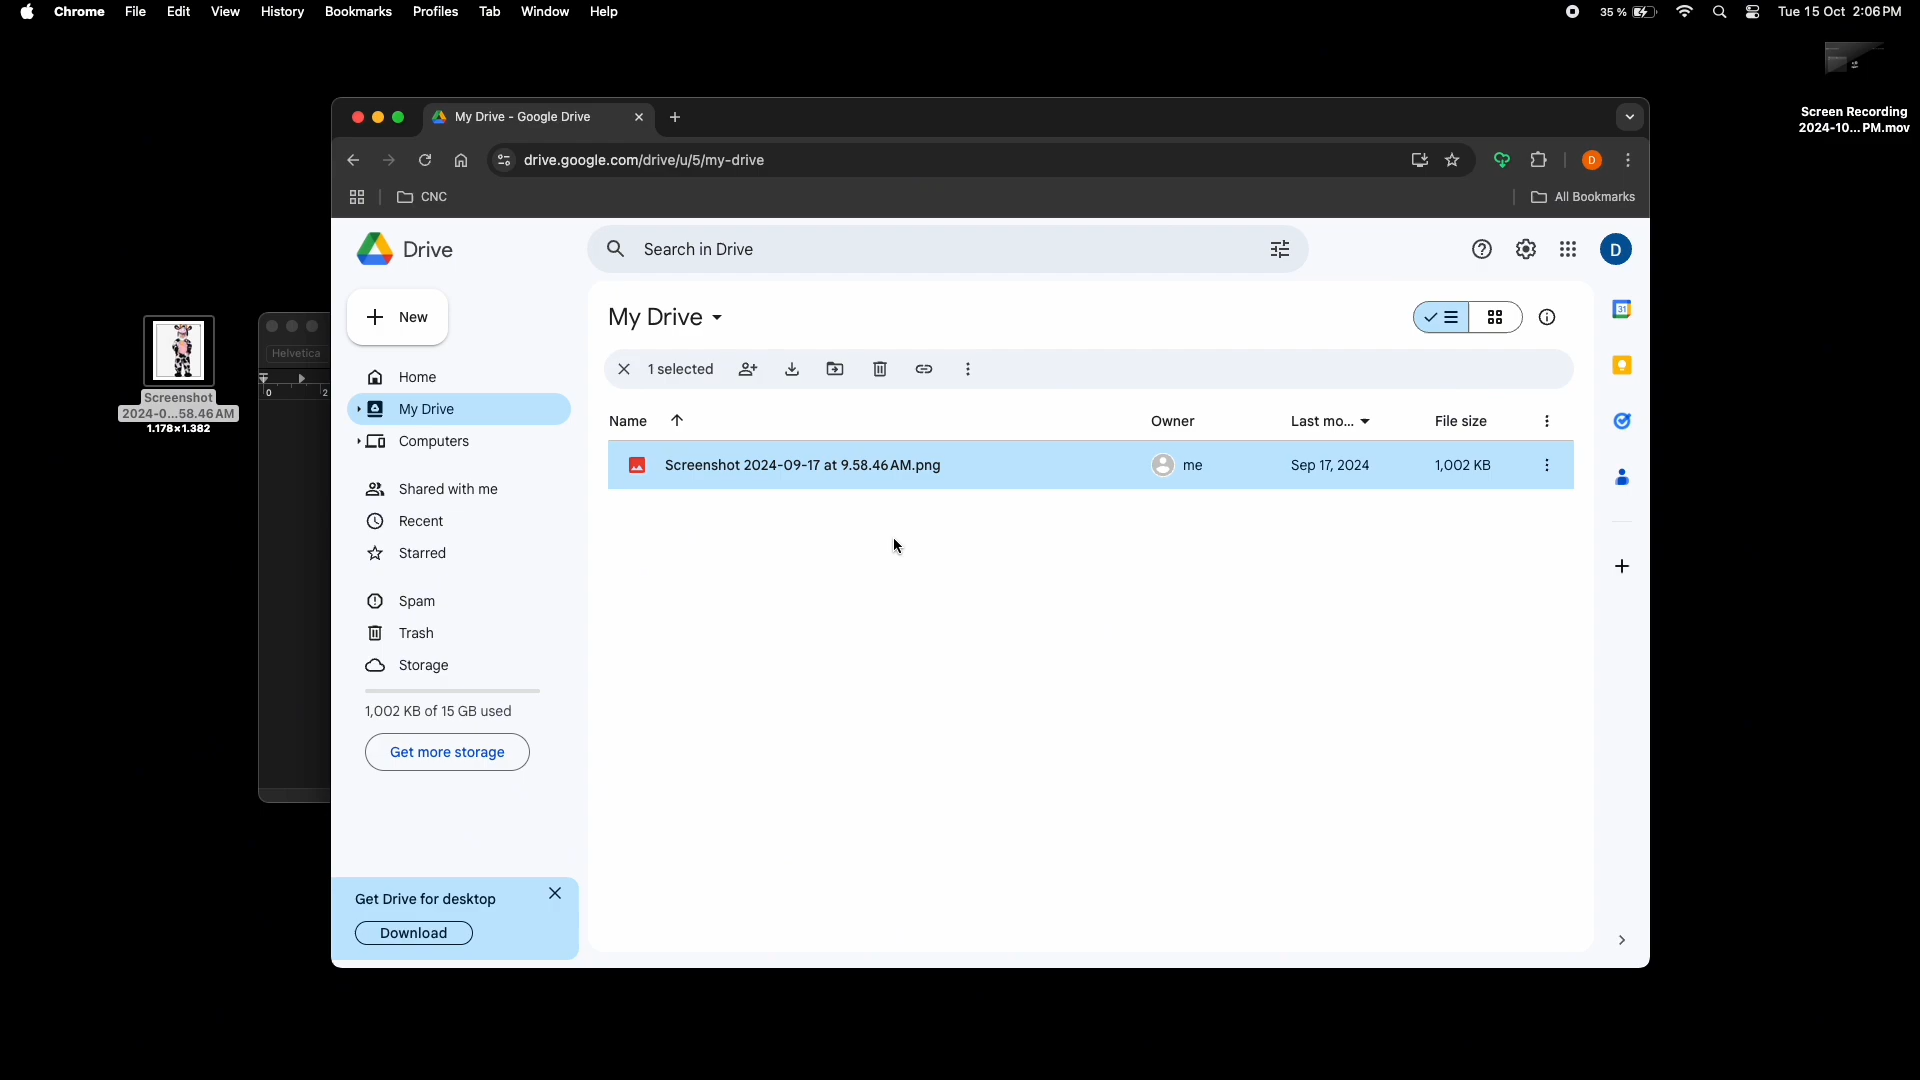 Chrome File Edit View History Bookmarks Profiles Tab Window Help
35 % Tue 15 Oct 2:06 PM
Screen Recording
2024-10... PM.mov
My Drive - Google Drive
drive.google.com/drive/u/5/my-drive
D
CNC
All Bookmarks
Drive
Search in Drive
D
New
My Drive
31
Screenshot
2024-0...58.46 AM
1.178×1.382
Helvetica
0 2
1 selected
Home
My Drive
Computers
Shared with me
Recent
Starred
Spam
Trash
Storage
1,002 KB of 15 GB used
Get more storage
Name Owner Last mo... File size
Screenshot 2024-09-17 at 9.58.46 AM.png me Sep 17, 2024 1,002 KB
Get Drive for desktop
Download